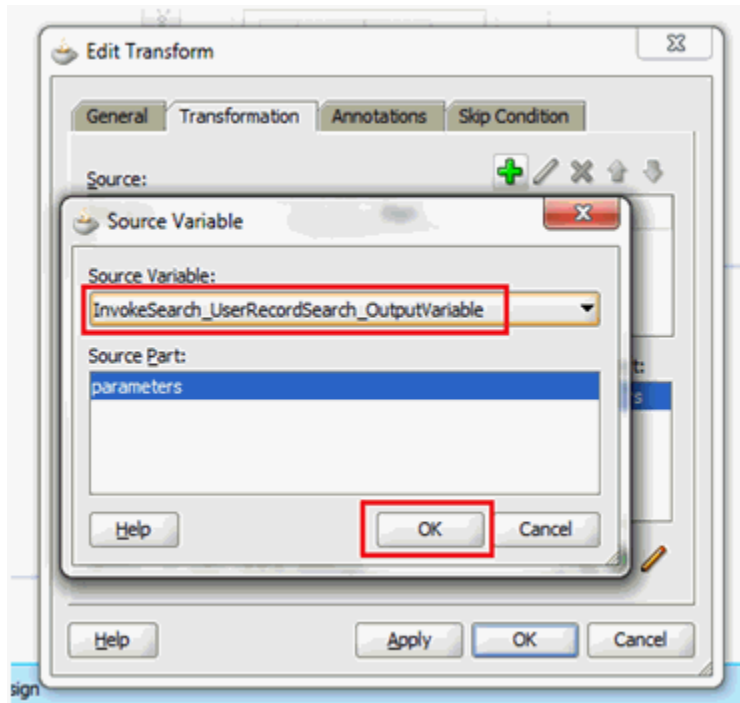 Edit Transform
General Transformation Annotations Skip Condition
Source:
Source Variable
Source Variable:
InvokeSearch_UserRecordSearch_OutputVariable
Source Part:
t:
parameters
s
Help OK Cancel
Help Apply OK Cancel
sign